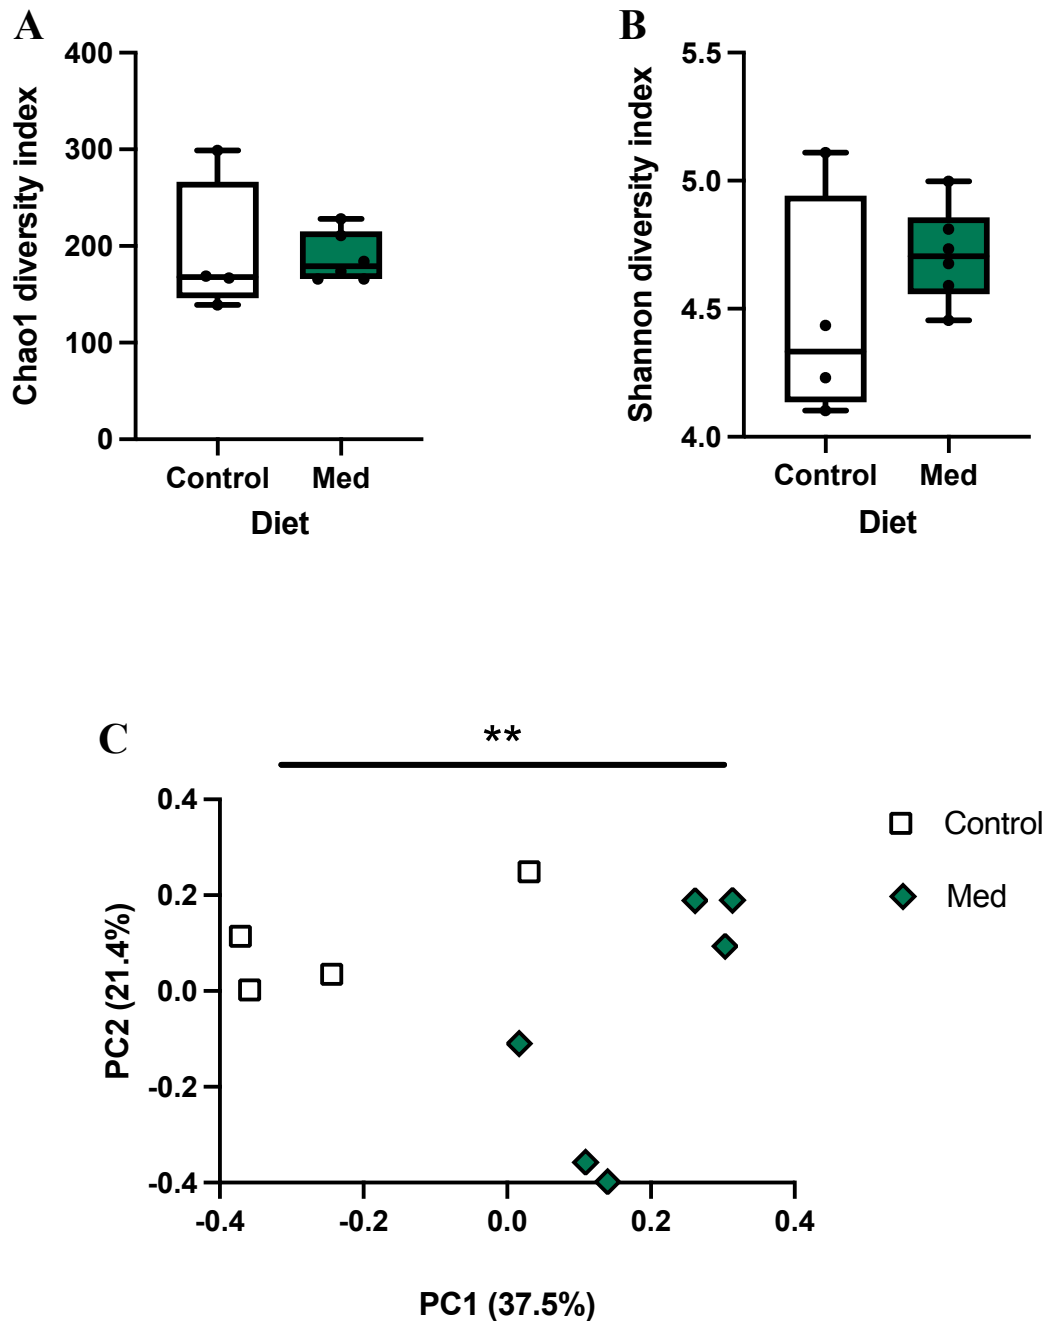 A
Chao1 diversity index
400
300
200
100
0
Control Med
Diet
B
Shannon diversity index
5.5
5.0
4.5
4.0
Control Med
Diet
C
**
PC2 (21.4%)
0.4
0.2
0.0
-0.2
-0.4
-0.4 -0.2 0.0 0.2 0.4
PC1 (37.5%)
Control
Med